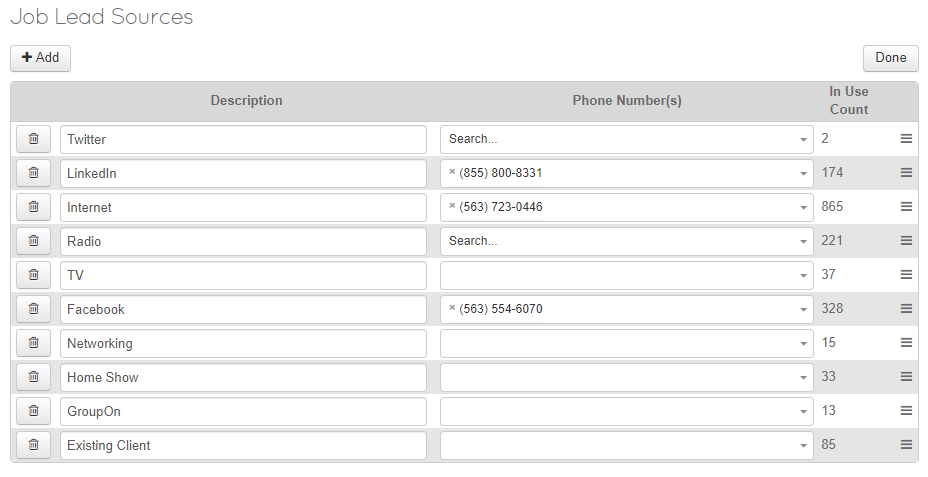 Job Lead Sources
+ Add Done
Description Phone Number(s) In Use
Count
Twitter Search... 2
LinkedIn × (855) 800-8331 174
Internet × (563) 723-0446 865
Radio Search... 221
TV 37
Facebook × (563) 554-6070 328
Networking 15
Home Show 33
GroupOn 13
Existing Client 85